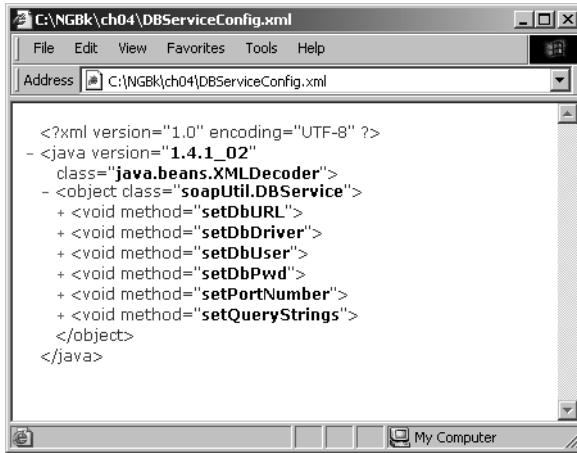 C:\NGBk\ch04\DBServiceConfig.xml
File Edit View Favorites Tools Help
Address C:\NGBk\ch04\DBServiceConfig.xml
<?xml version="1.0" encoding="UTF-8" ?>
- <java version="1.4.1_02"
class="java.beans.XMLDecoder">
- <object class="soapUtil.DBService">
+ <void method="setDbURL">
+ <void method="setDbDriver">
+ <void method="setDbUser">
+ <void method="setDbPwd">
+ <void method="setPortNumber">
+ <void method="setQueryStrings">
</object>
</java>
My Computer